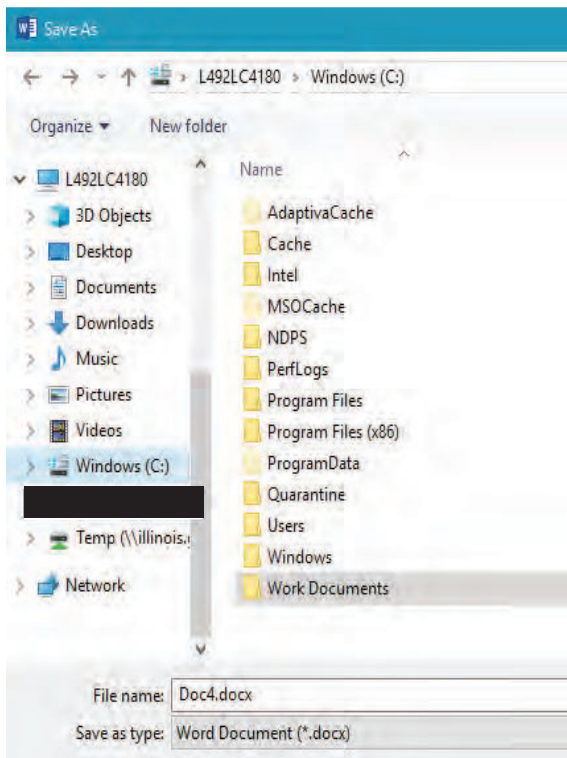 Save As
L492LC4180 > Windows (C:)
Organize
New folder
L492LC4180
3D Objects
Desktop
Documents
Downloads
Music
Pictures
Videos
Windows (C:)
Temp (\\illinois.g
Network
Name
AdaptivaCache
Cache
Intel
MSOCache
NDPS
PerfLogs
Program Files
Program Files (x86)
ProgramData
Quarantine
Users
Windows
Work Documents
File name: Doc4.docx
Save as type: Word Document (*.docx)